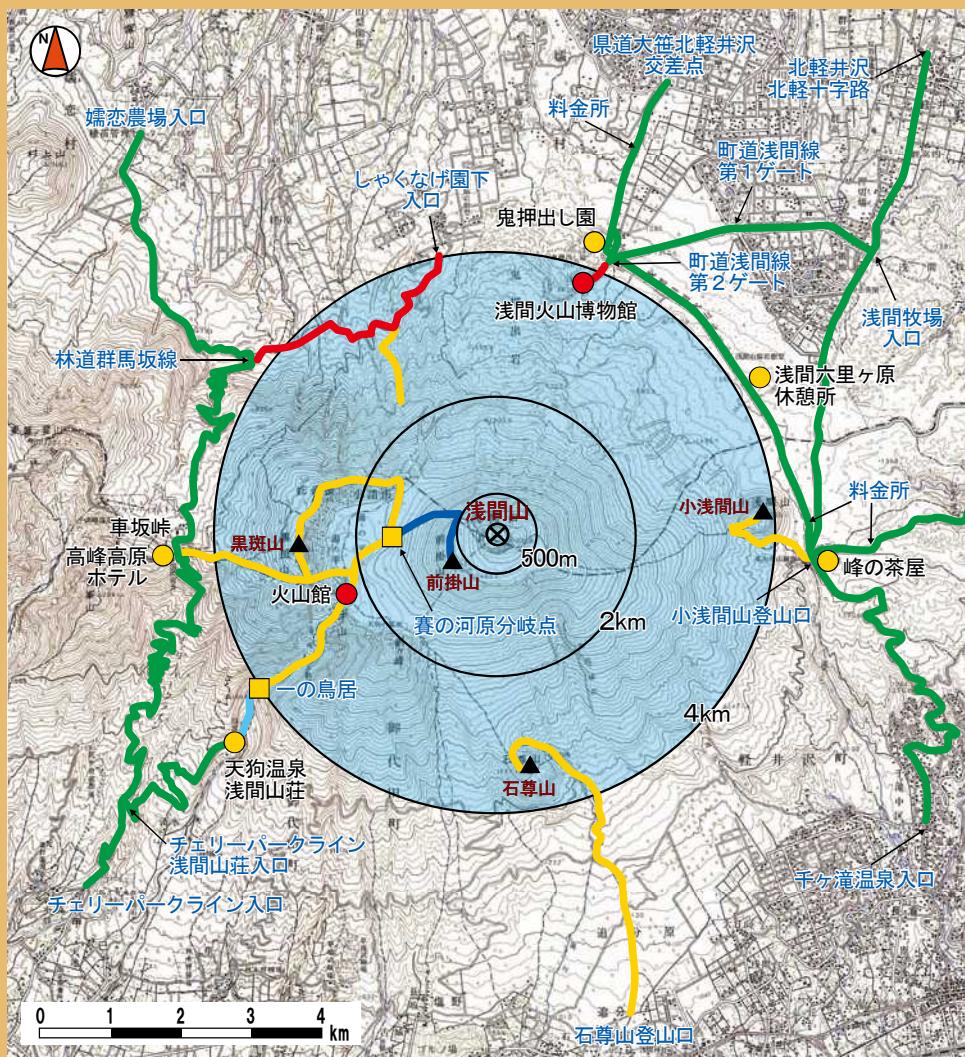 N
県道大笹北軽井沢
交差点
北軽井沢
北軽十字路
嬬恋農場入口
料金所
町道浅間線
第1ゲート
しゃくなげ園下
入口
鬼押出し園
町道浅間線
第2ゲート
浅間火山博物館
浅間牧場
入口
林道群馬坂線
浅間六里ヶ原
休憩所
料金所
浅間山
小浅間山
車坂峠
高峰高原
ホテル
黒斑山
500m
峰の茶屋
前掛山
火山館
賽の河原分岐点
2km
小浅間山登山口
一の鳥居
4km
天狗温泉
浅間山荘
石尊山
軽井沢町
チェリーパークライン
浅間山荘入口
千ヶ滝温泉入口
チェリーパークライン入口
追分原
石尊山登山口
0 1 2 3 4
km